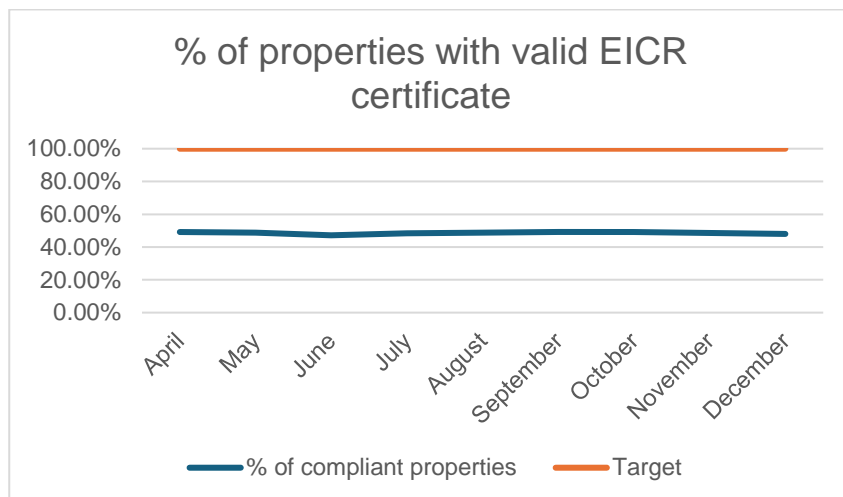 % of properties with valid EICR
certificate
100.00%
80.00%
60.00%
40.00%
20.00%
0.00%
April
May
June
July
August
September
October
November
December
% of compliant properties
Target